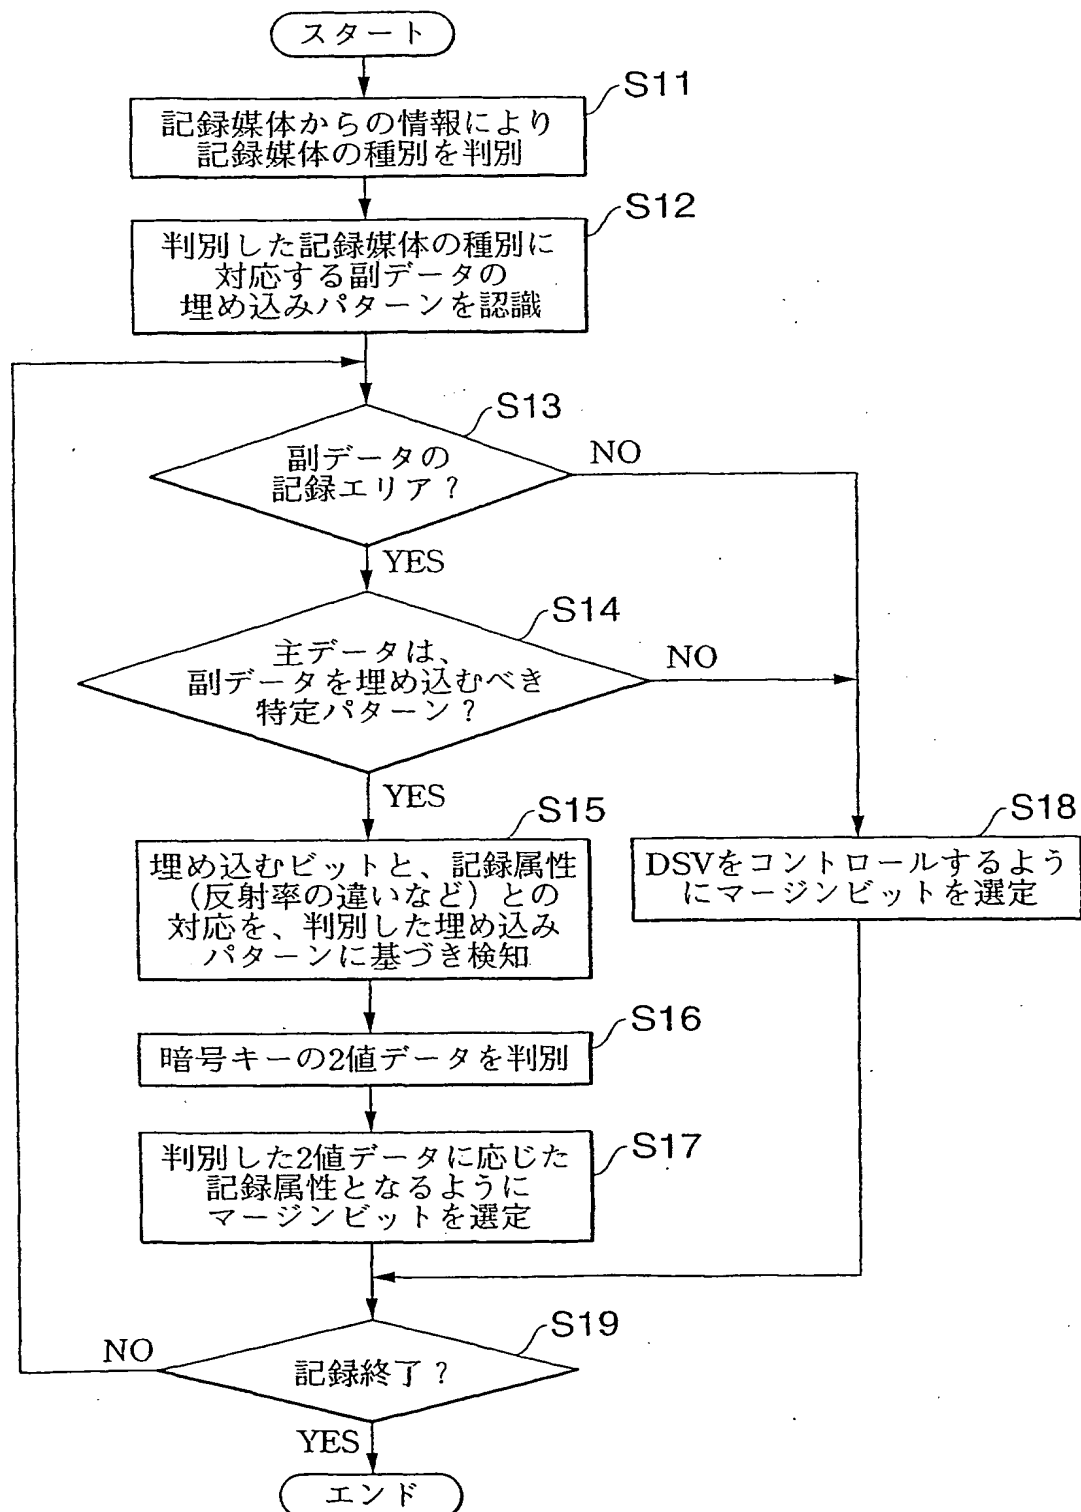 スタート
S11
記録媒体からの情報により
記録媒体の種別を判別
S12
判別した記録媒体の種別に
対応する副データの
埋め込みパターンを認識
S13
副データの
記録エリア?
NO
YES
S14
主データは、
副データを埋め込むべき
特定パターン?
NO
YES
S15
埋め込むビットと、記録属性
(反射率の違いなど)との
対応を、判別した埋め込み
パターンに基づき検知
S18
DSVをコントロールするよう
にマージンビットを選定
S16
暗号キーの2値データを判別
S17
判別した2値データに応じた
記録属性となるように
マージンビットを選定
S19
記録終了?
NO
YES
エンド